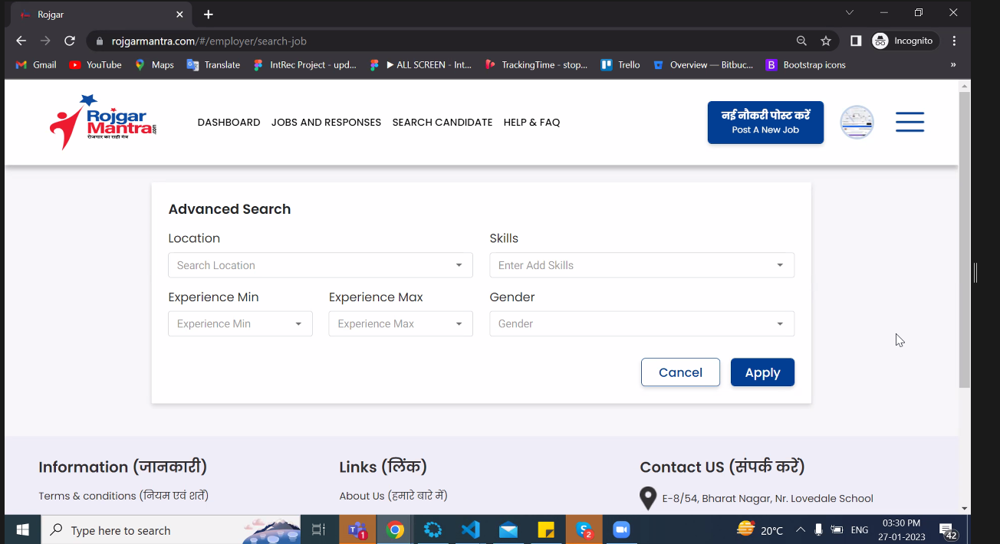 Rojgar
rojgarmantra.com/#/employer/search-job
Incognito
Gmail
YouTube
Maps
Translate
IntRec Project - upd...
▶ ALL SCREEN - Int...
TrackingTime - stop...
Trello
Overview — Bitbuc...
Bootstrap icons
»
Rojgar
Mantra.com
रोजगार का सही मंत्र
DASHBOARD
JOBS AND RESPONSES
SEARCH CANDIDATE
HELP & FAQ
नई नौकरी पोस्ट करें
Post A New Job
Advanced Search
Location
Skills
Search Location
Enter Add Skills
Experience Min
Experience Max
Gender
Experience Min
Experience Max
Gender
Cancel
Apply
Information (जानकारी)
Links (लिंक)
Contact US (संपर्क करें)
Terms & conditions (नियम एवं शर्तें)
About Us (हमारे बारे में)
E-8/54, Bharat Nagar, Nr. Lovedale School
Type here to search
1
2
20°C
ENG
03:30 PM
27-01-2023
42